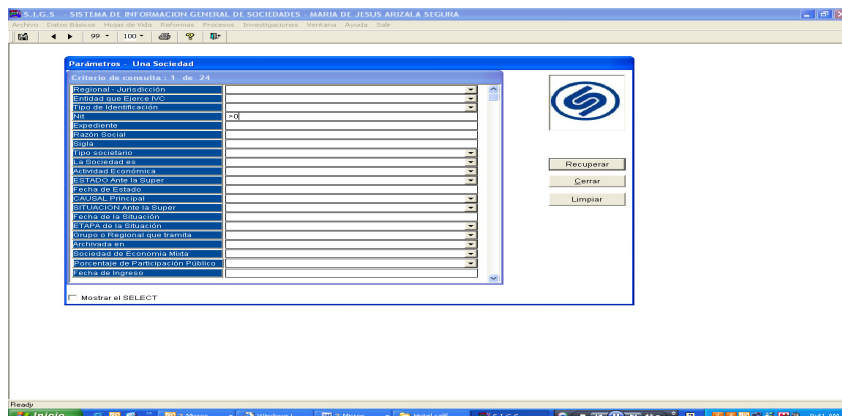 S.I.G.S - SISTEMA DE INFORMACION GENERAL DE SOCIEDADES - MARIA DE JESUS ARIZALA SEGURA
Archivo Datos Básicos Hojas de Vida Reformas Procesos Investigaciones Ventana Ayuda Salir
99 100
Parámetros - Una Sociedad
Criterio de consulta : 1 de 24
Regional - Jurisdicción
Entidad que Ejerce IVC
Tipo de Identificación
Nit >0
Expediente
Razón Social
Sigla
Tipo societario
La Sociedad es
Actividad Económica
ESTADO Ante la Super
Fecha de Estado
CAUSAL Principal
SITUACION Ante la Super
Fecha de la Situación
ETAPA de la Situación
Grupo o Regional que tramita
Archivada en
Sociedad de Economía Mixta
Porcentaje de Participación Público
Fecha de Ingreso
Recuperar
Cerrar
Limpiar
Mostrar el SELECT
Ready
Inicio